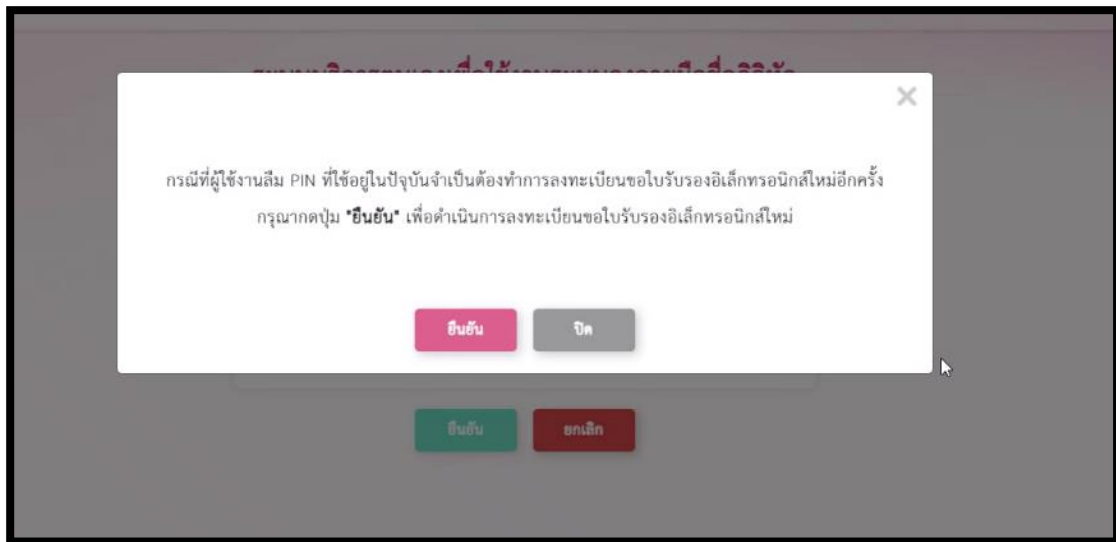 กรณีที่ผู้ใช้งานลืม PIN ที่ใช้อยู่ในปัจจุบันจำเป็นต้องทำการลงทะเบียนขอใบรับรองอิเล็กทรอนิกส์ใหม่อีกครั้ง
กรุณากดปุ่ม "ยืนยัน" เพื่อดำเนินการลงทะเบียนขอใบรับรองอิเล็กทรอนิกส์ใหม่
ยืนยัน ปิด
ยืนยัน ยกเลิก